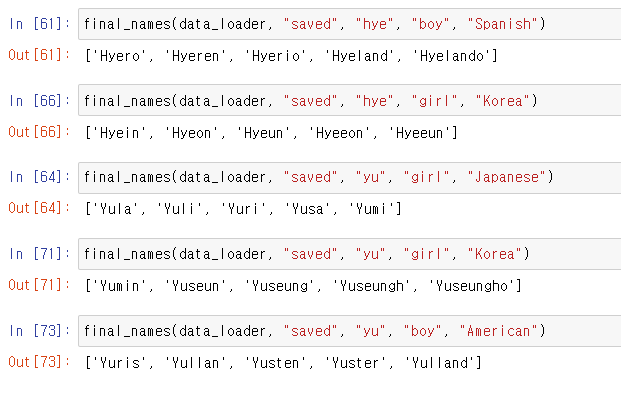 In [61]: final_names(data_loader, "saved", "hye", "boy", "Spanish")
Out[61]: ['Hyero', 'Hyeren', 'Hyerio', 'Hyeland', 'Hyelando']
In [66]: final_names(data_loader, "saved", "hye", "girl", "Korea")
Out[66]: ['Hyein', 'Hyeon', 'Hyeun', 'Hyeeon', 'Hyeeun']
In [64]: final_names(data_loader, "saved", "yu", "girl", "Japanese")
Out[64]: ['Yula', 'Yuli', 'Yuri', 'Yusa', 'Yumi']
In [71]: final_names(data_loader, "saved", "yu", "girl", "Korea")
Out[71]: ['Yumin', 'Yuseun', 'Yuseung', 'Yuseungh', 'Yuseungho']
In [73]: final_names(data_loader, "saved", "yu", "boy", "American")
Out[73]: ['Yuris', 'Yullan', 'Yusten', 'Yuster', 'Yulland']